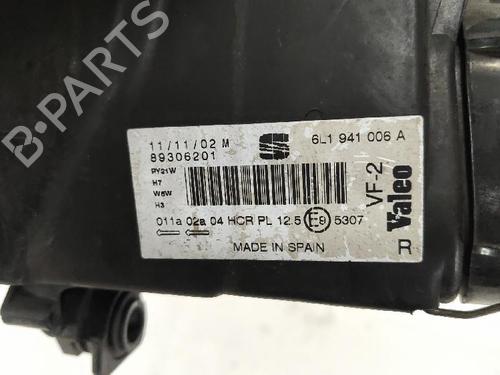 11/11/02 M
6L1 941 006 A
89306201
PY21W
H7
W5W
H3
VF-2
Valeo
011a 02a 04 HCR PL 12.5 E9 5307
MADE IN SPAIN
R
B-PARTS